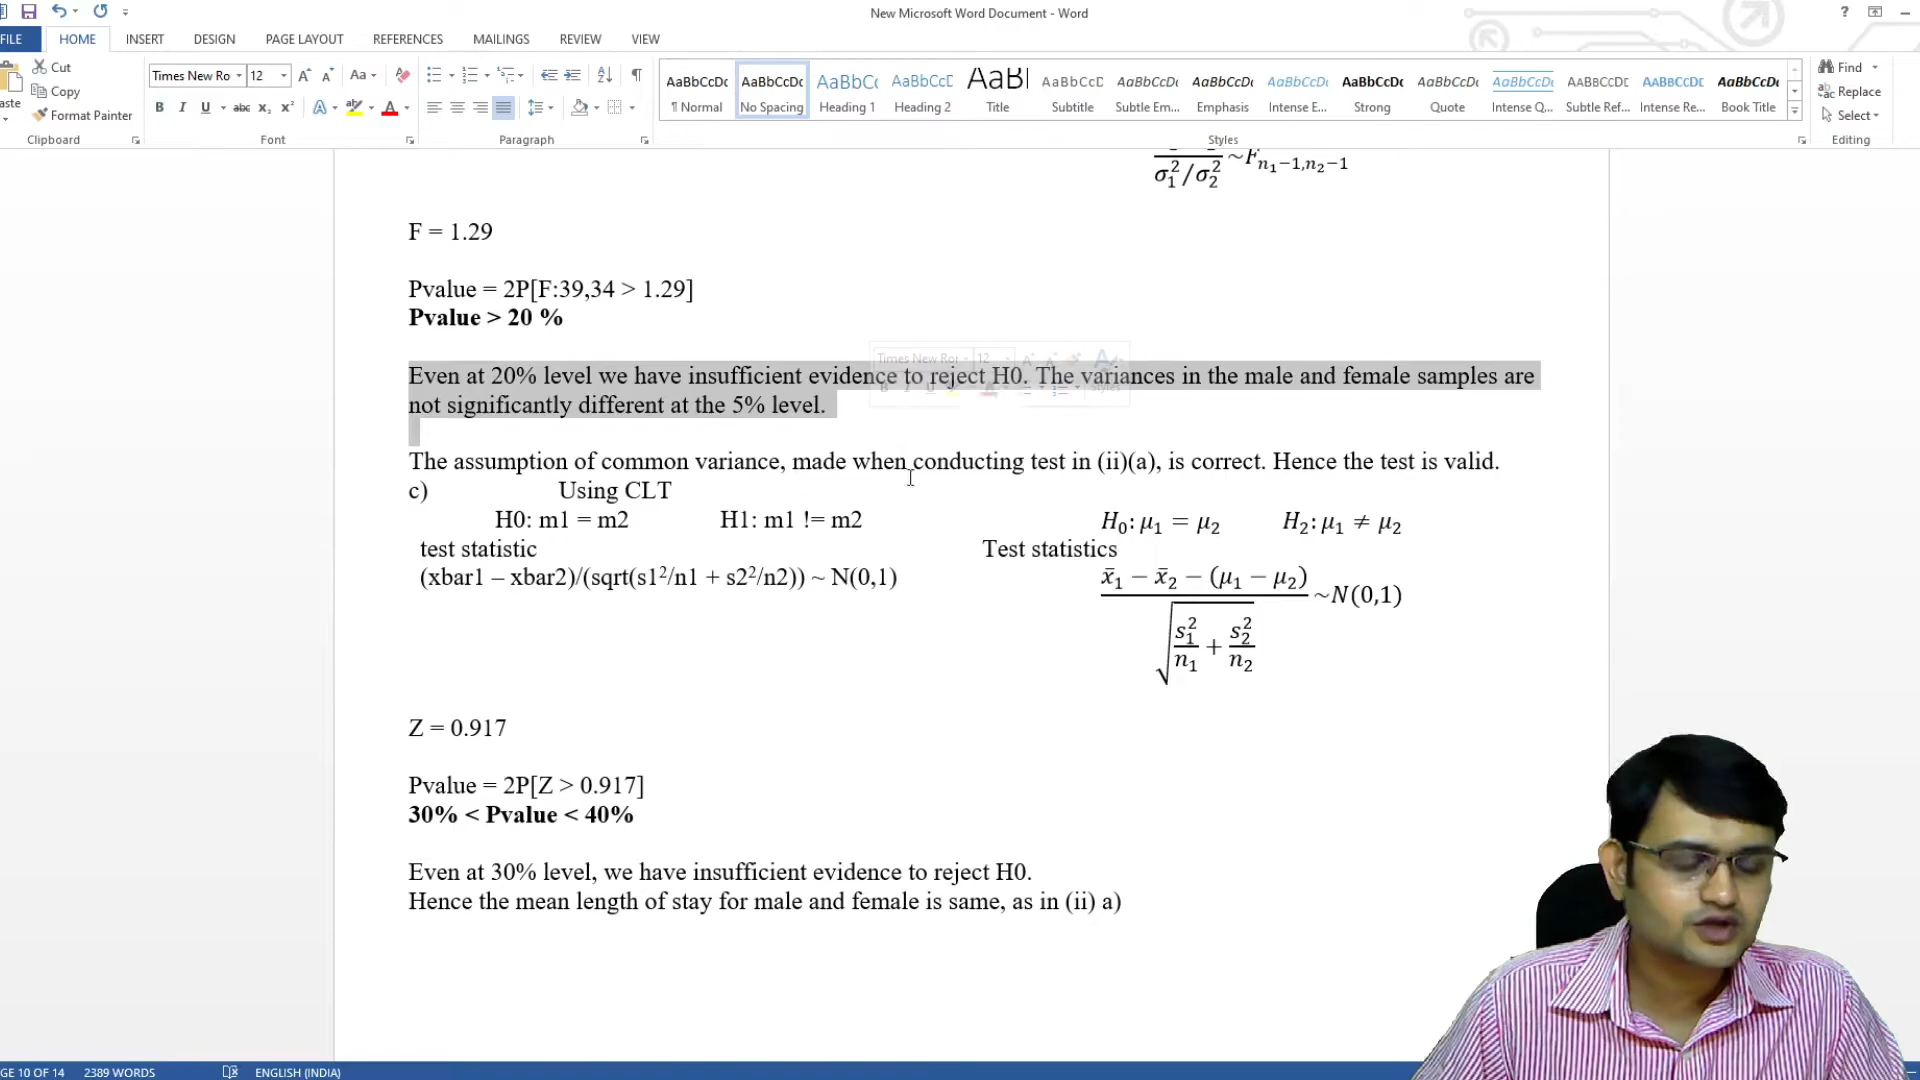 New Microsoft Word Document - Word
FILE HOME INSERT DESIGN PAGE LAYOUT REFERENCES MAILINGS REVIEW VIEW
Cut
Copy
Format Painter
Clipboard
Times New Ro 12
Font
Paragraph
AaBbCcDc AaBbCcDc AaBbCc AaBbCcD AaBI AaBbCcD AaBbCcDc AaBbCcDc AaBbCcDc AaBbCcDc AaBbCcDc AaBbCcDc AaBbCcDc AaBbCcDc AaBbCcDc
¶ Normal No Spacing Heading 1 Heading 2 Title Subtitle Subtle Em... Emphasis Intense E... Strong Quote Intense Q... Subtle Ref... Intense Re... Book Title
Styles
Find
Replace
Select
Editing
σ₁²/σ₂² ~F n₁−1,n₂−1
F = 1.29
Pvalue = 2P[F:39,34 > 1.29]
Pvalue > 20 %
Even at 20% level we have insufficient evidence to reject H0. The variances in the male and female samples are
not significantly different at the 5% level.
The assumption of common variance, made when conducting test in (ii)(a), is correct. Hence the test is valid.
c) Using CLT
H0: m1 = m2 H1: m1 != m2 H₀: μ₁ = μ₂ H₂: μ₁ ≠ μ₂
test statistic Test statistics
(xbar1 – xbar2)/(sqrt(s1²/n1 + s2²/n2)) ~ N(0,1)
x̄₁ − x̄₂ − (μ₁ − μ₂) / √(s₁²/n₁ + s₂²/n₂) ~N(0,1)
Z = 0.917
Pvalue = 2P[Z > 0.917]
30% < Pvalue < 40%
Even at 30% level, we have insufficient evidence to reject H0.
Hence the mean length of stay for male and female is same, as in (ii) a)
GE 10 OF 14 2389 WORDS ENGLISH (INDIA)